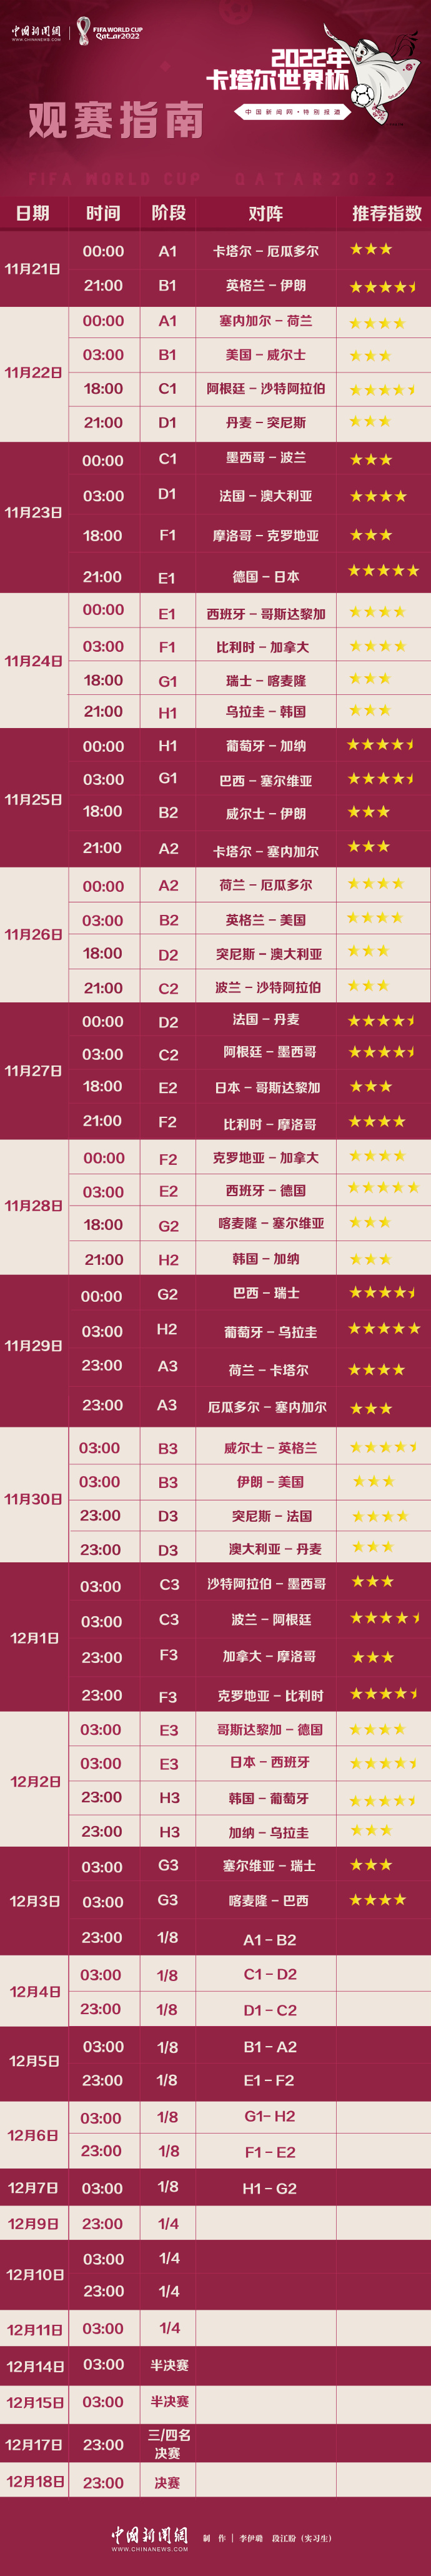 中国新闻网
WWW.CHINANEWS.COM
FIFA WORLD CUP
Qatar2022
2022年
卡塔尔世界杯
中国新闻网·特别报道
观赛指南
FIFA WORLD CUP QATAR2022
日期 时间 阶段 对阵 推荐指数
11月21日
00:00 A1 卡塔尔 – 厄瓜多尔 ★★★
21:00 B1 英格兰 – 伊朗
11月22日
00:00 A1 塞内加尔 – 荷兰
03:00 B1 美国 – 威尔士
18:00 C1 阿根廷 – 沙特阿拉伯
21:00 D1 丹麦 – 突尼斯
11月23日
00:00 C1 墨西哥 – 波兰
03:00 D1 法国 – 澳大利亚
18:00 F1 摩洛哥 – 克罗地亚
21:00 E1 德国 – 日本
11月24日
00:00 E1 西班牙 – 哥斯达黎加
03:00 F1 比利时 – 加拿大
18:00 G1 瑞士 – 喀麦隆
21:00 H1 乌拉圭 – 韩国
11月25日
00:00 H1 葡萄牙 – 加纳
03:00 G1 巴西 – 塞尔维亚
18:00 B2 威尔士 – 伊朗
21:00 A2 卡塔尔 – 塞内加尔
11月26日
00:00 A2 荷兰 – 厄瓜多尔
03:00 B2 英格兰 – 美国
18:00 D2 突尼斯 – 澳大利亚
21:00 C2 波兰 – 沙特阿拉伯
11月27日
00:00 D2 法国 – 丹麦
03:00 C2 阿根廷 – 墨西哥
18:00 E2 日本 – 哥斯达黎加
21:00 F2 比利时 – 摩洛哥
11月28日
00:00 F2 克罗地亚 – 加拿大
03:00 E2 西班牙 – 德国
18:00 G2 喀麦隆 – 塞尔维亚
21:00 H2 韩国 – 加纳
11月29日
00:00 G2 巴西 – 瑞士
03:00 H2 葡萄牙 – 乌拉圭
23:00 A3 荷兰 – 卡塔尔
23:00 A3 厄瓜多尔 – 塞内加尔
11月30日
03:00 B3 威尔士 – 英格兰
03:00 B3 伊朗 – 美国
23:00 D3 突尼斯 – 法国
23:00 D3 澳大利亚 – 丹麦
12月1日
03:00 C3 沙特阿拉伯 – 墨西哥
03:00 C3 波兰 – 阿根廷
23:00 F3 加拿大 – 摩洛哥
23:00 F3 克罗地亚 – 比利时
12月2日
03:00 E3 哥斯达黎加 – 德国
03:00 E3 日本 – 西班牙
23:00 H3 韩国 – 葡萄牙
23:00 H3 加纳 – 乌拉圭
12月3日
03:00 G3 塞尔维亚 – 瑞士
03:00 G3 喀麦隆 – 巴西
23:00 1/8 A1 – B2
12月4日
03:00 1/8 C1 – D2
23:00 1/8 D1 – C2
12月5日
03:00 1/8 B1 – A2
23:00 1/8 E1 – F2
12月6日
03:00 1/8 G1– H2
23:00 1/8 F1 – E2
12月7日 03:00 1/8 H1 – G2
12月9日 23:00 1/4
12月10日
03:00 1/4
23:00 1/4
12月11日 03:00 1/4
12月14日 03:00 半决赛
12月15日 03:00 半决赛
12月17日 23:00 三/四名
决赛
12月18日 23:00 决赛
中国新闻网
WWW.CHINANEWS.COM
制 作 | 李伊璐 段江盼（实习生）